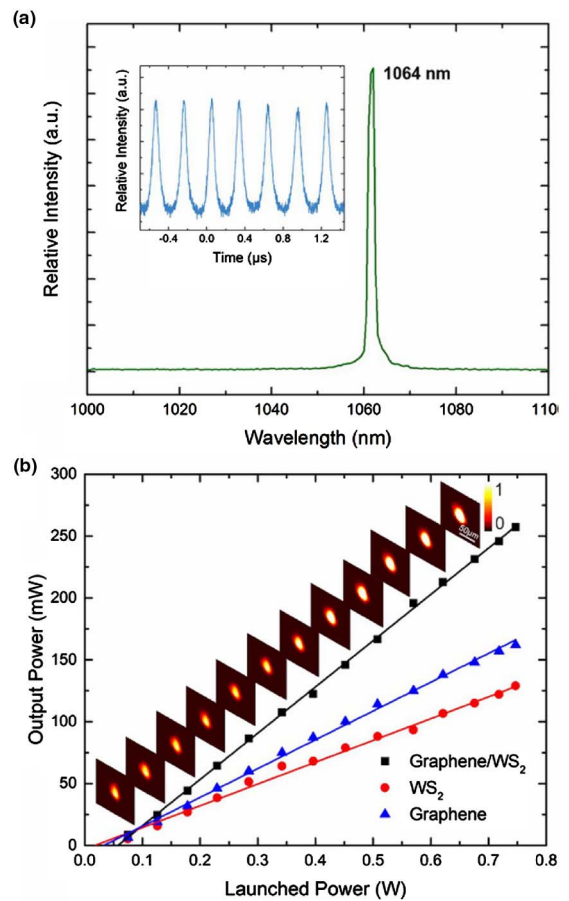 (a)
1064 nm
Relative Intensity (a.u.)
Relative Intensity (a.u.)
-0.4 0.0 0.4 0.8 1.2
Time (µs)
1000 1020 1040 1060 1080 110
Wavelength (nm)
(b)
300
250
200
150
100
50
0
Output Power (mW)
1
0
50µm
Graphene/WS₂
WS₂
Graphene
0.0 0.1 0.2 0.3 0.4 0.5 0.6 0.7 0.8
Launched Power (W)